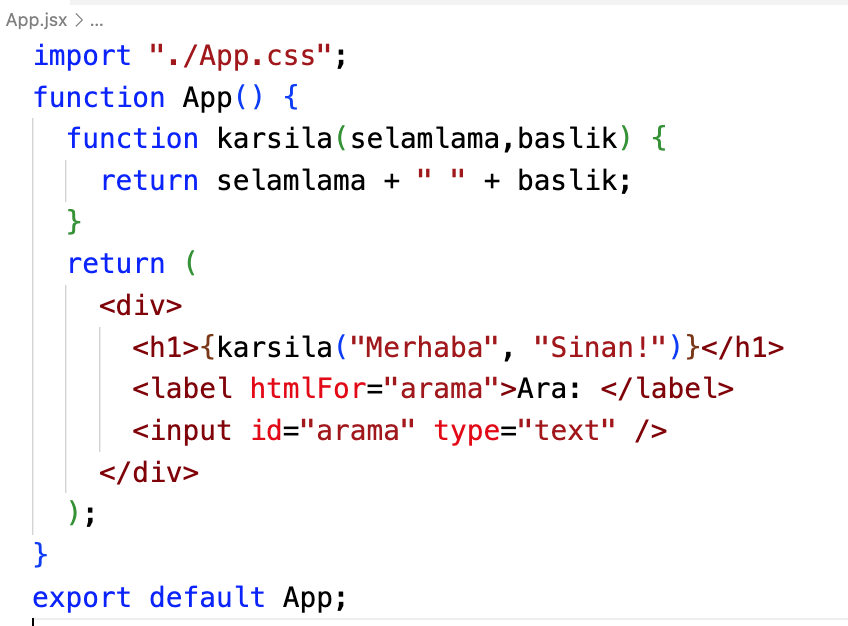 App.jsx > ...
import "./App.css";
function App() {
  function karsila(selamlama,baslik) {
    return selamlama + " " + baslik;
  }
  return (
    <div>
      <h1>{karsila("Merhaba", "Sinan!")}</h1>
      <label htmlFor="arama">Ara: </label>
      <input id="arama" type="text" />
    </div>
  );
}
export default App;